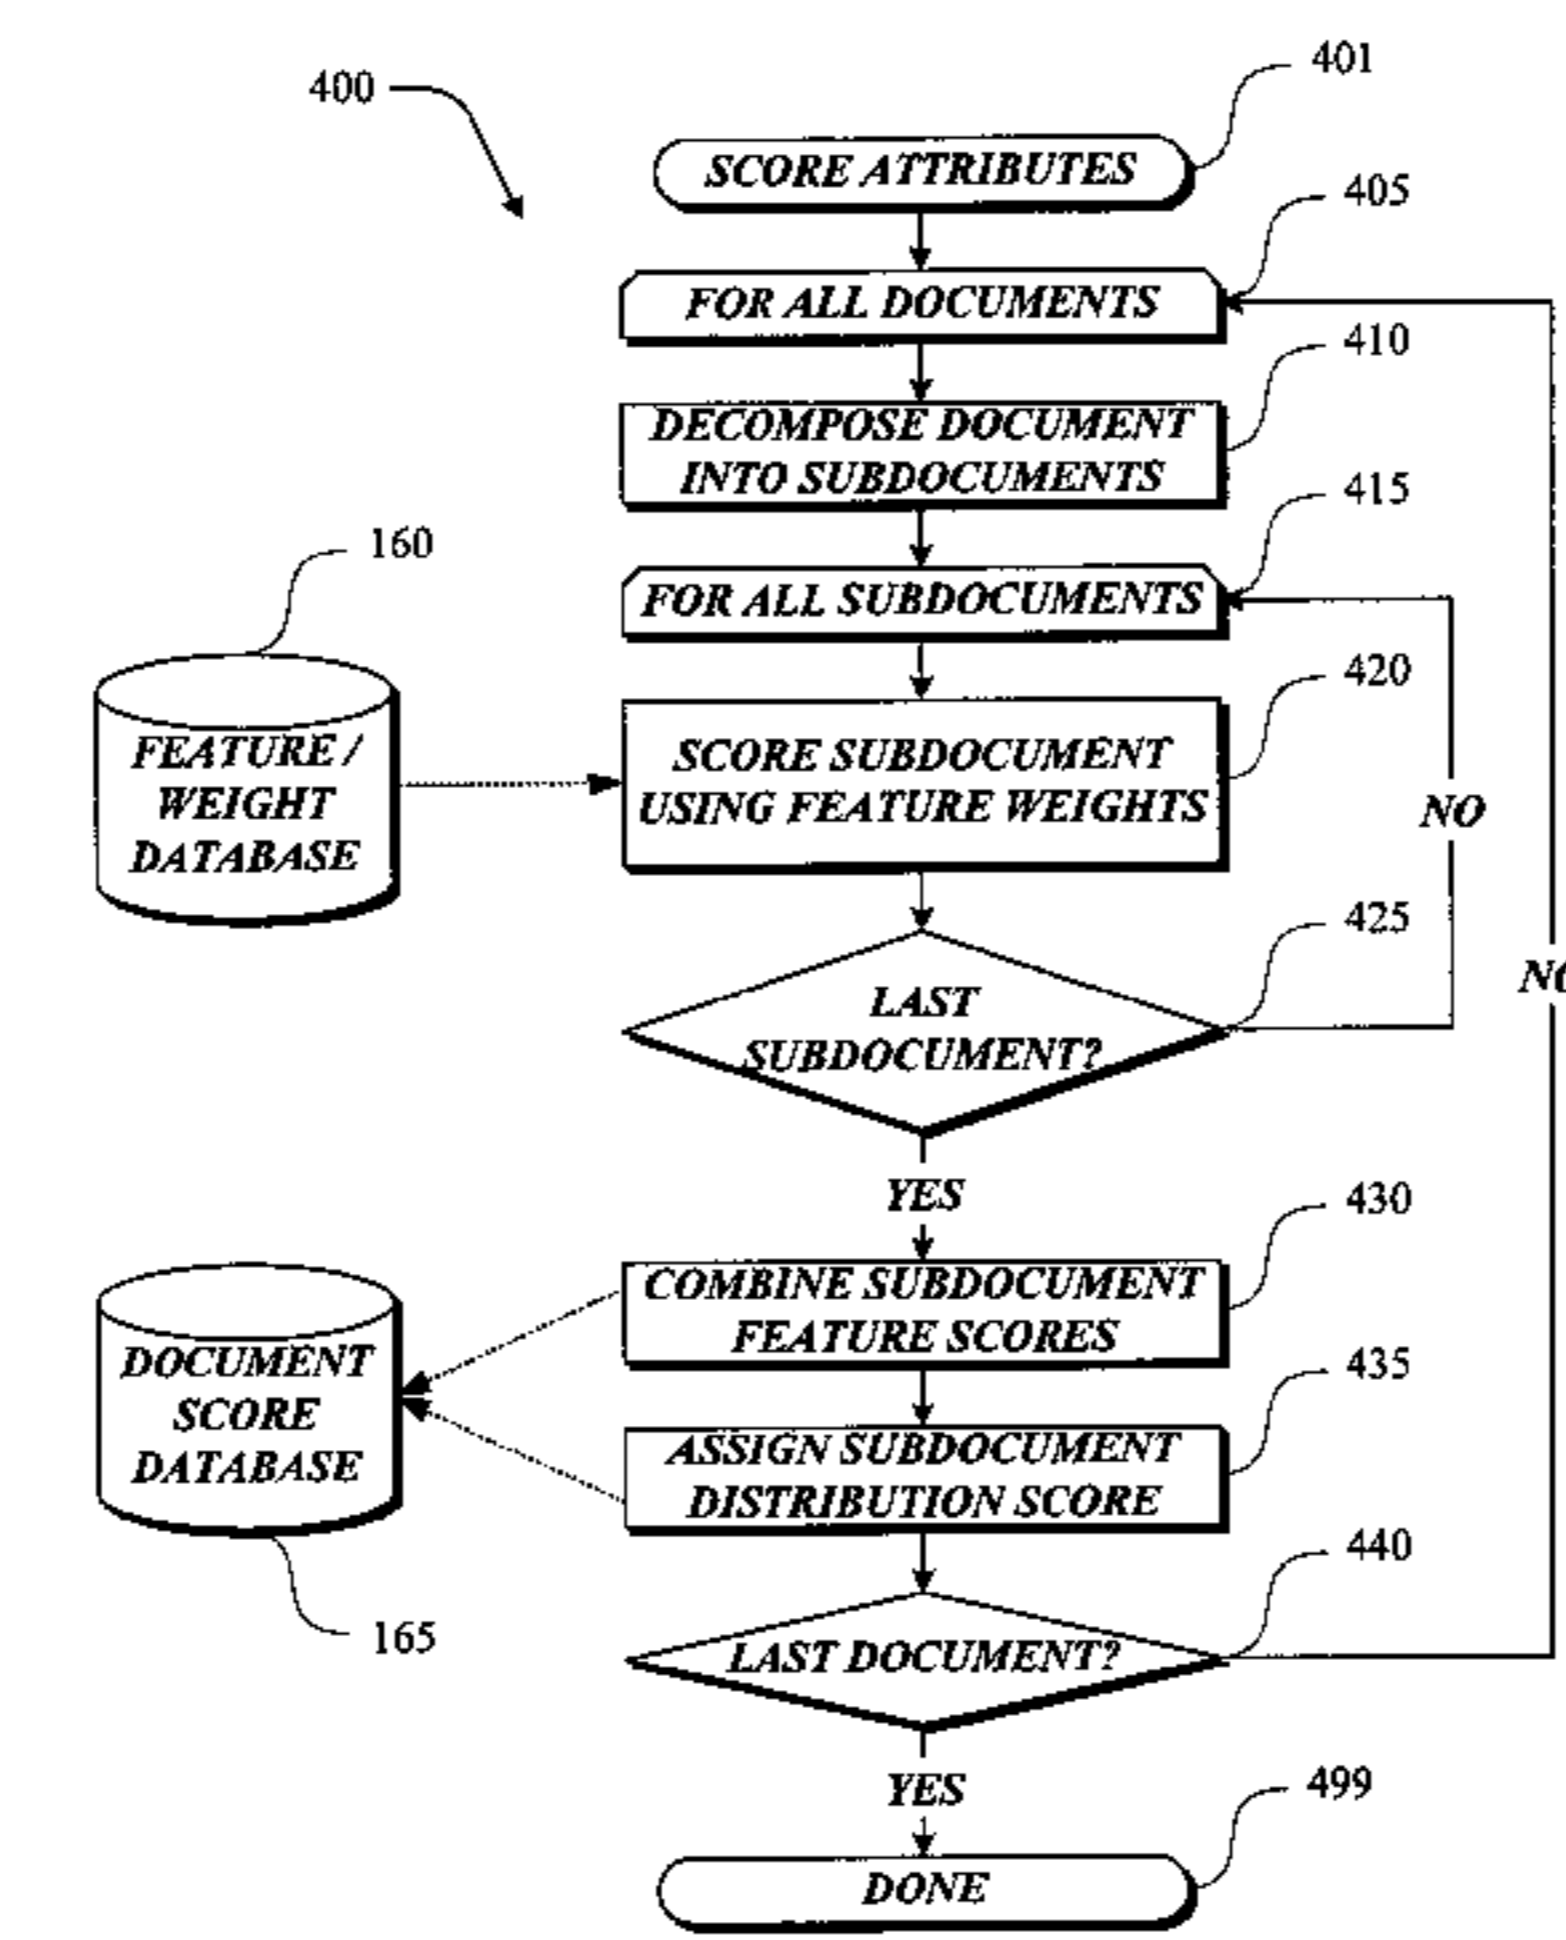 401
400
SCORE ATTRIBUTES
405
FOR ALL DOCUMENTS
410
DECOMPOSE DOCUMENT
INTO SUBDOCUMENTS
415
160
FOR ALL SUBDOCUMENTS
420
FEATURE /
WEIGHT
DATABASE
SCORE SUBDOCUMENT
USING FEATURE WEIGHTS
NO
425
LAST
SUBDOCUMENT?
YES
430
COMBINE SUBDOCUMENT
FEATURE SCORES
DOCUMENT
SCORE
DATABASE
435
ASSIGN SUBDOCUMENT
DISTRIBUTION SCORE
440
165
LAST DOCUMENT?
YES
499
DONE